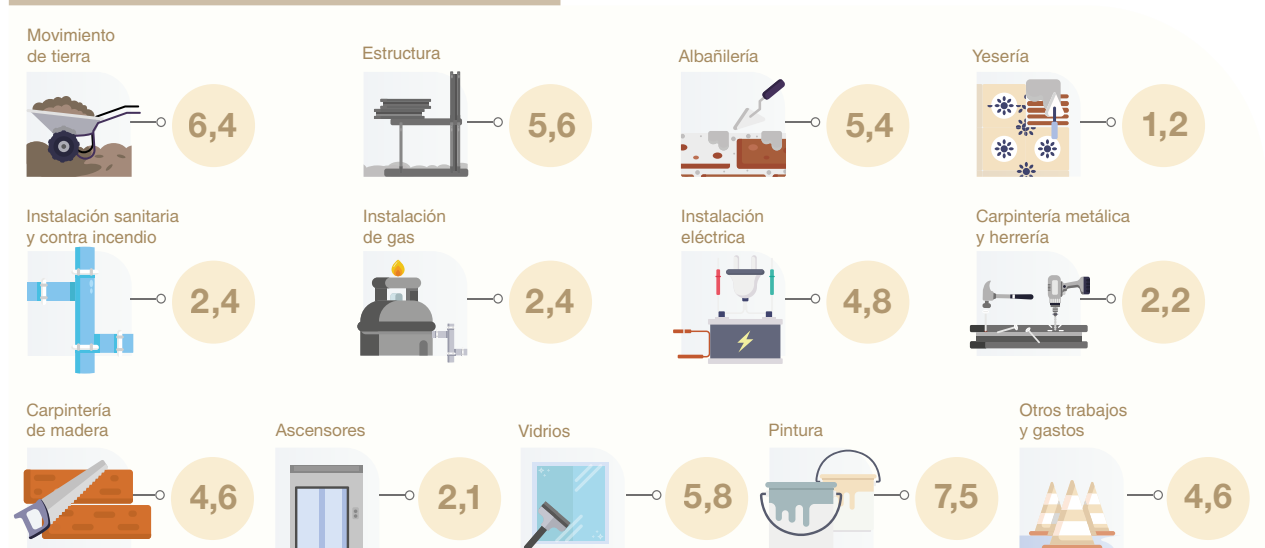 Movimiento
de tierra
6,4
Estructura
5,6
Albañilería
5,4
Yesería
1,2
Instalación sanitaria
y contra incendio
2,4
Instalación
de gas
2,4
Instalación
eléctrica
4,8
Carpintería metálica
y herrería
2,2
Carpintería
de madera
4,6
Ascensores
2,1
Vidrios
5,8
Pintura
7,5
Otros trabajos
y gastos
4,6